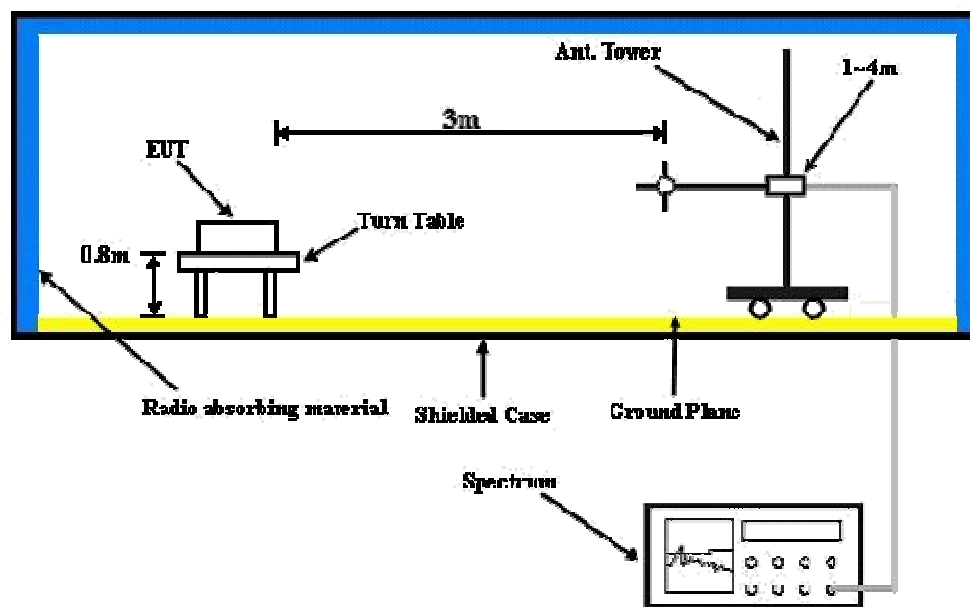 Ant. Tower
1~4m
3m
EUT
Turn Table
0.8m
Radio absorbing material
Shielded Case
Ground Plane
Spectrum